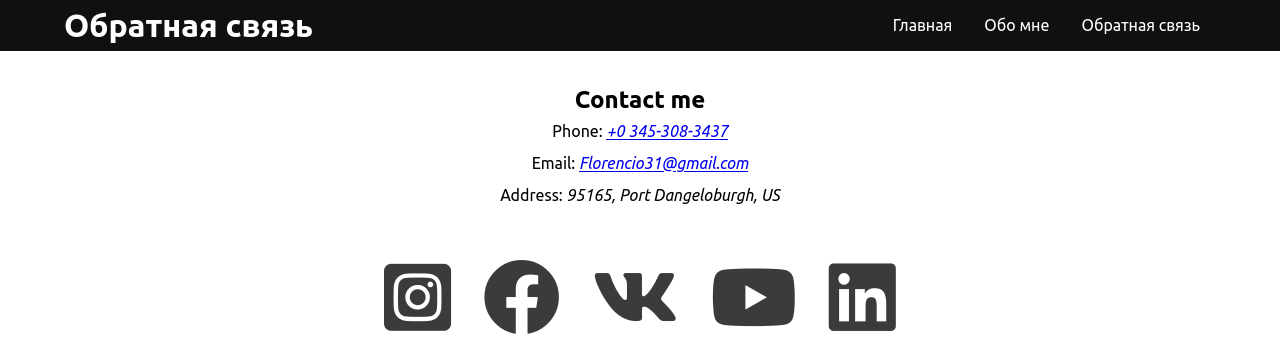 Обратная связь
Главная Обо мне Обратная связь
Contact me
Phone: +0 345-308-3437
Email: Florencio31@gmail.com
Address: 95165, Port Dangeloburgh, US